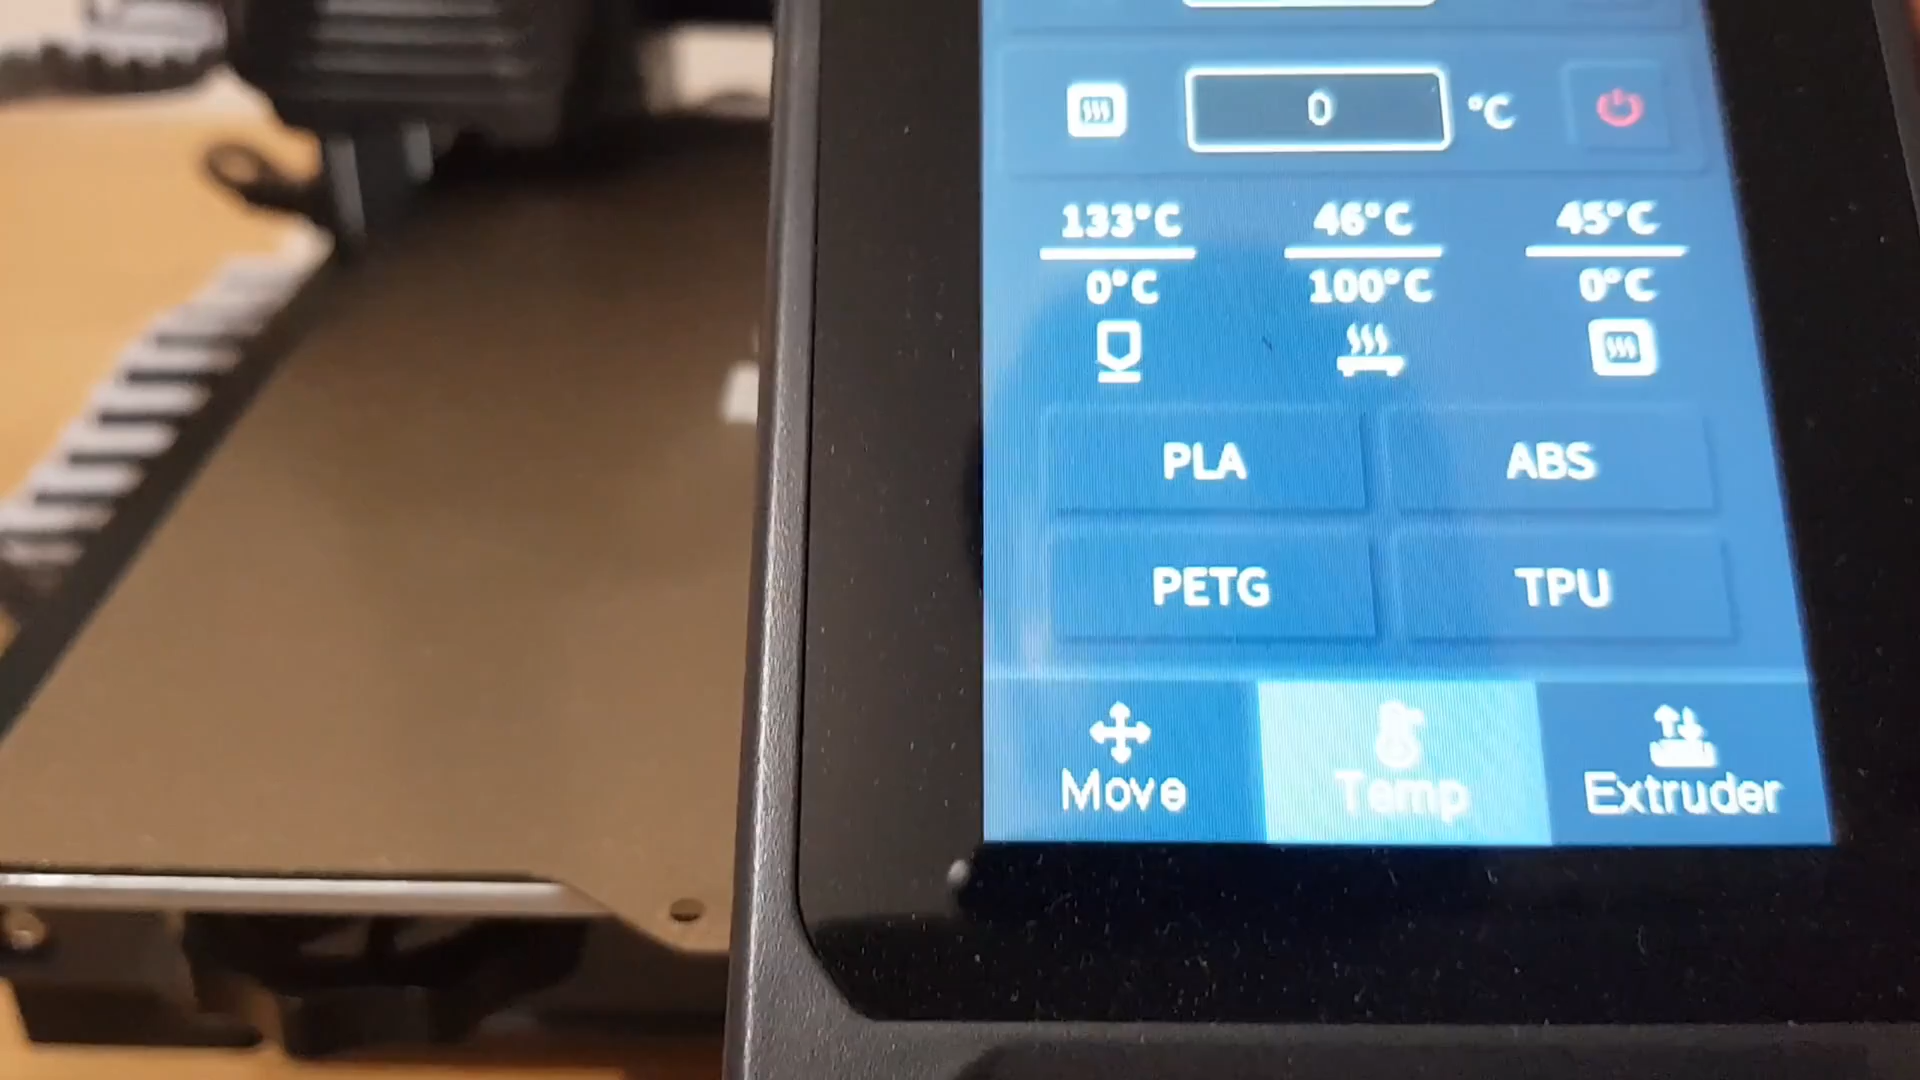 0 °C
133°C 46°C 45°C
0°C 100°C 0°C
PLA ABS
PETG TPU
Move Temp Extruder